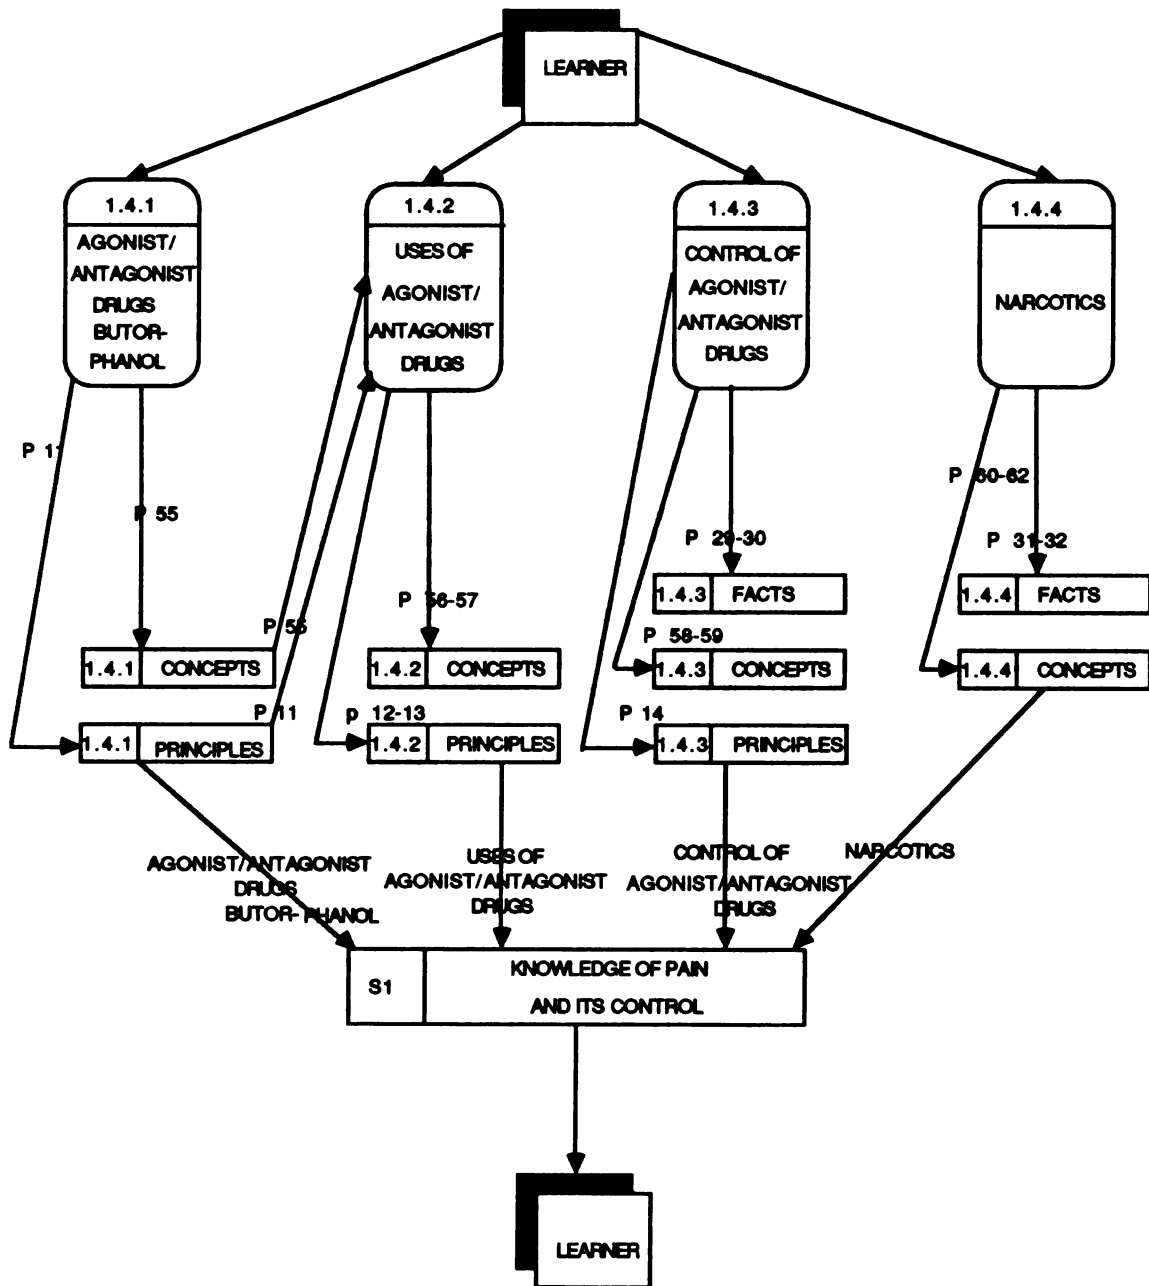 LEARNER
1.4.1
AGONIST/
ANTAGONIST
DRUGS
BUTOR-
PHANOL
1.4.2
USES OF
AGONIST/
ANTAGONIST
DRUGS
1.4.3
CONTROL OF
AGONIST/
ANTAGONIST
DRUGS
1.4.4
NARCOTICS
P 11
P 55
P 56-57
P 29-30
P 60-62
P 31-32
1.4.3 FACTS
1.4.4 FACTS
P 55
P 58-59
1.4.1 CONCEPTS
1.4.2 CONCEPTS
1.4.3 CONCEPTS
1.4.4 CONCEPTS
P 11
p 12-13
P 14
1.4.1 PRINCIPLES
1.4.2 PRINCIPLES
1.4.3 PRINCIPLES
AGONIST/ANTAGONIST
DRUGS
BUTOR- PHANOL
USES OF
AGONIST/ANTAGONIST
DRUGS
CONTROL OF
AGONIST/ANTAGONIST
DRUGS
NARCOTICS
S1
KNOWLEDGE OF PAIN
AND ITS CONTROL
LEARNER